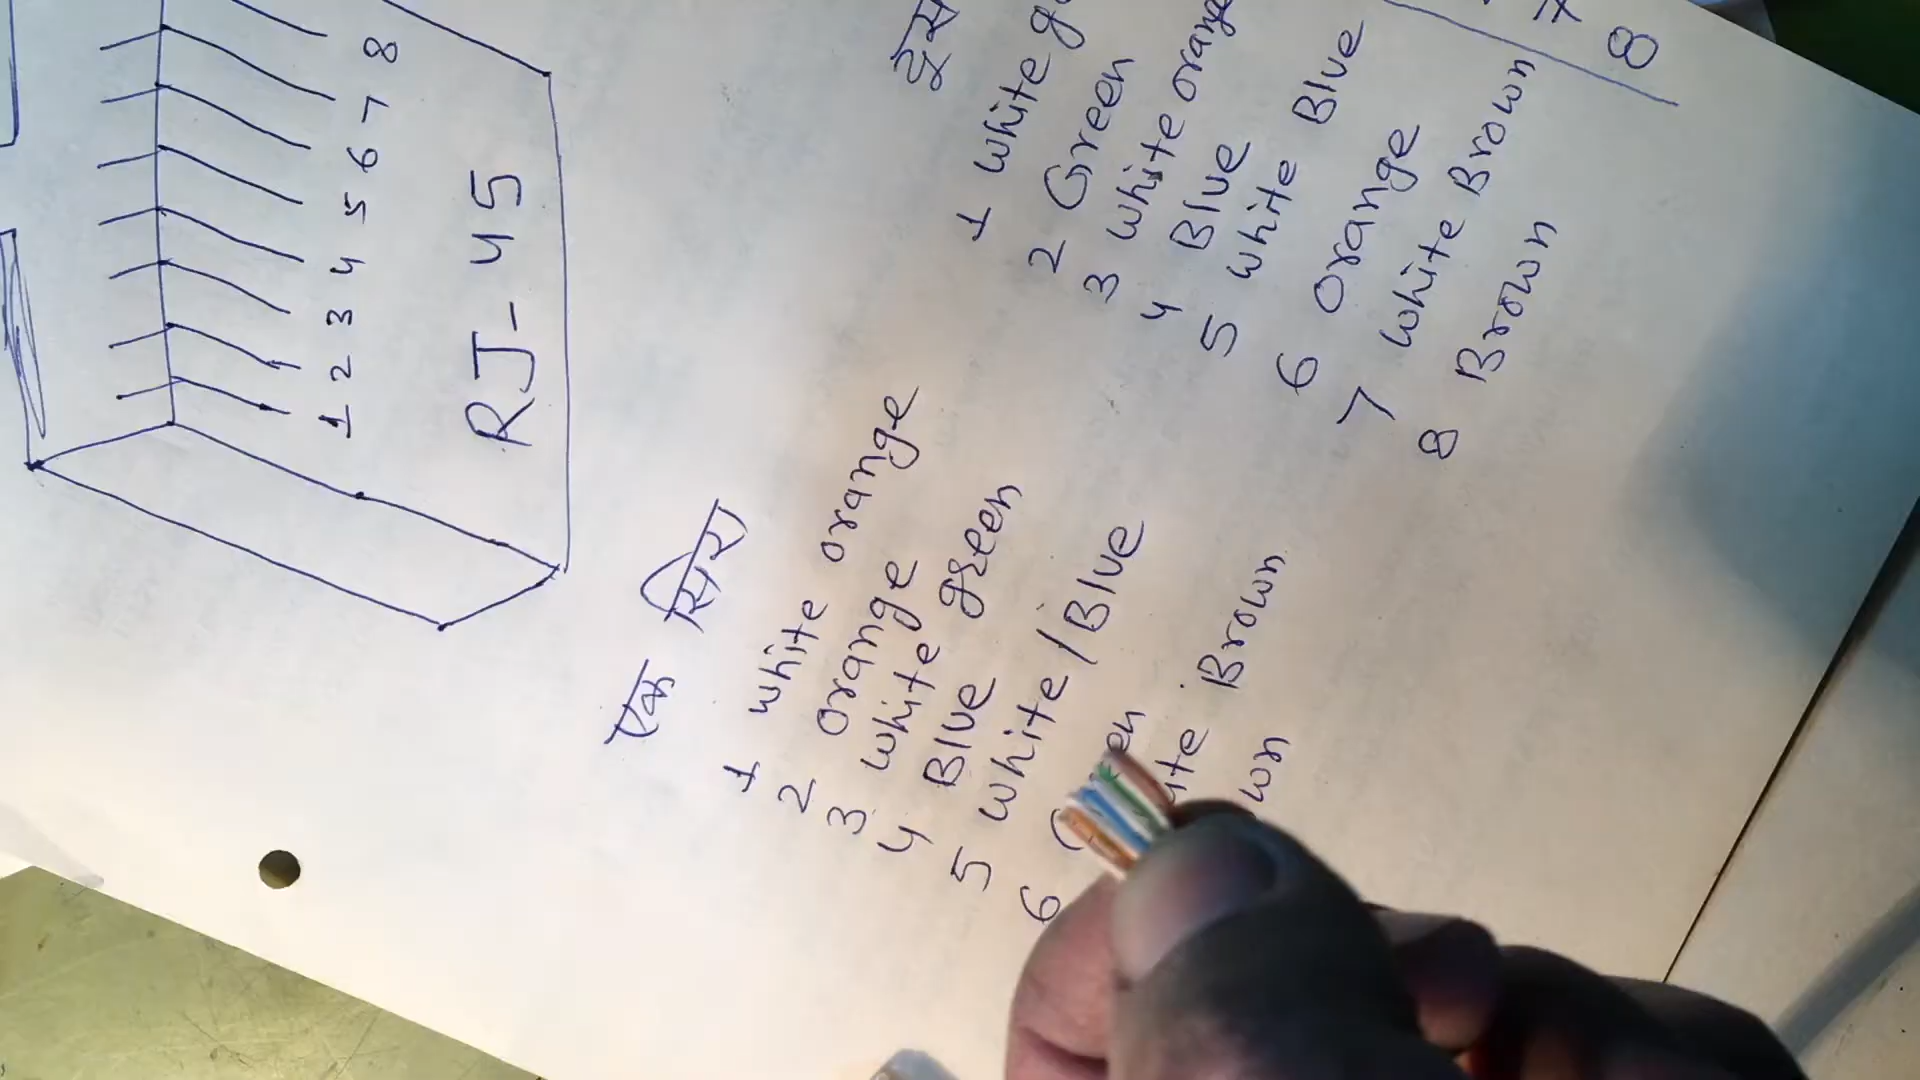 1 2 3 4 5 6 7 8
RJ-45
एक सिरा
1 white orange
2 orange
3 white green
4 Blue
5 white/Blue
6
Brown
1 white
2 Green
3 white orange
4 Blue
5 white Blue
6 orange
7 white Brown
8 Brown
7
8